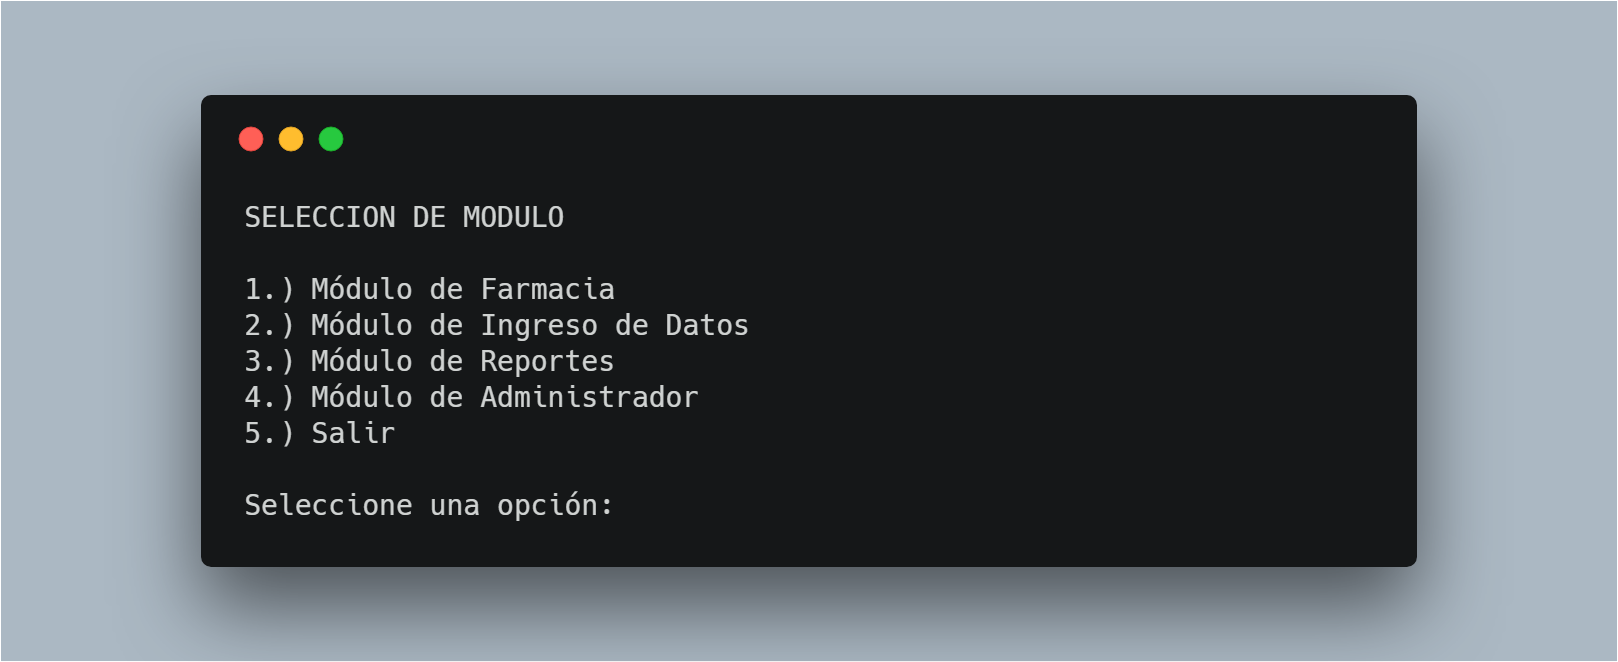 SELECCION DE MODULO
1.) Módulo de Farmacia
2.) Módulo de Ingreso de Datos
3.) Módulo de Reportes
4.) Módulo de Administrador
5.) Salir
Seleccione una opción: